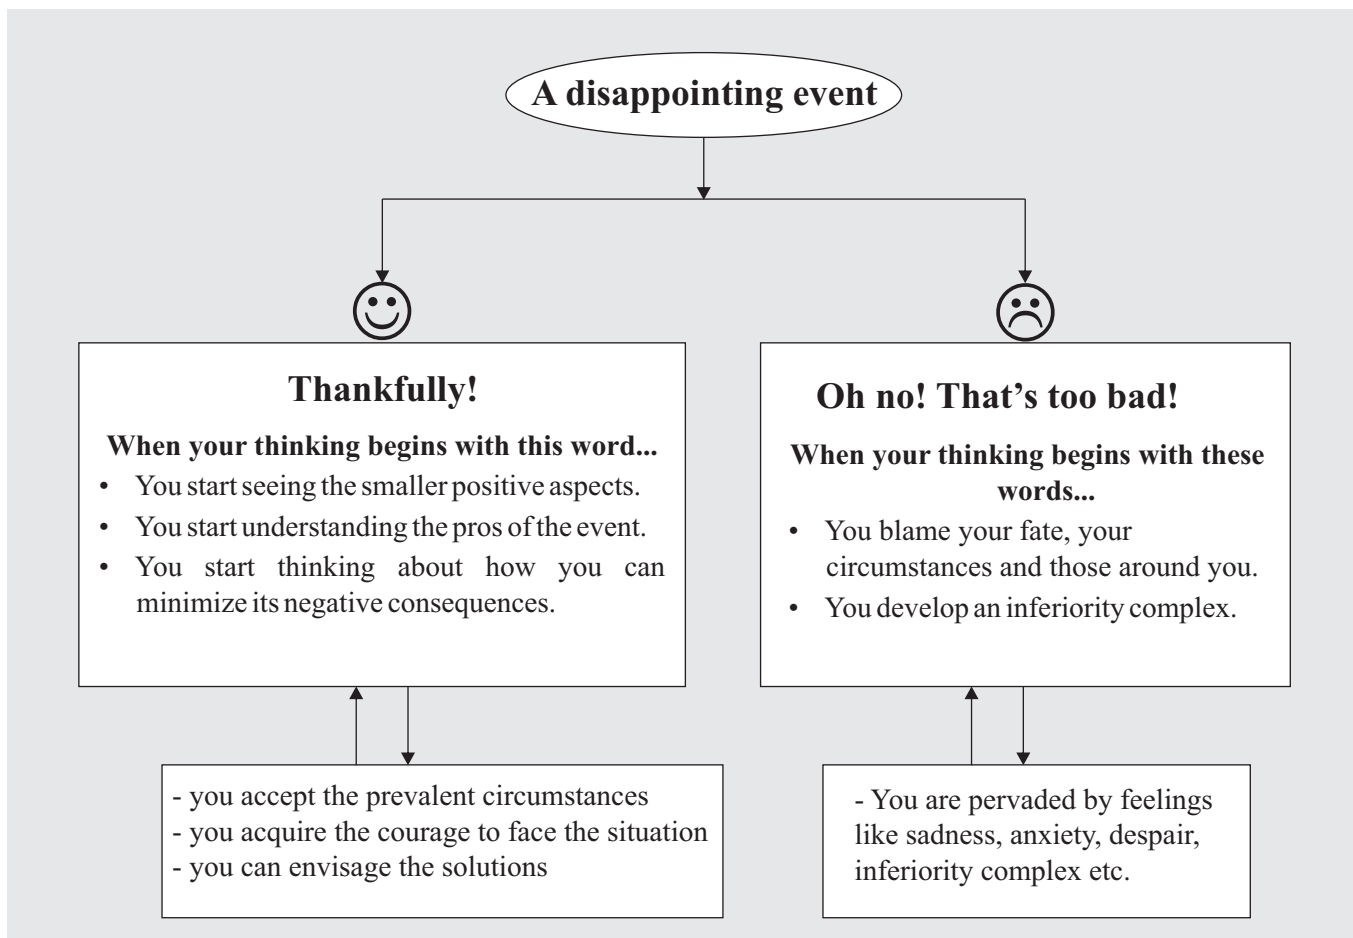 A disappointing event
Thankfully!
When your thinking begins with this word...
• You start seeing the smaller positive aspects.
• You start understanding the pros of the event.
• You start thinking about how you can
minimize its negative consequences.
- you accept the prevalent circumstances
- you acquire the courage to face the situation
- you can envisage the solutions
Oh no! That's too bad!
When your thinking begins with these
words...
• You blame your fate, your
circumstances and those around you.
• You develop an inferiority complex.
- You are pervaded by feelings
like sadness, anxiety, despair,
inferiority complex etc.